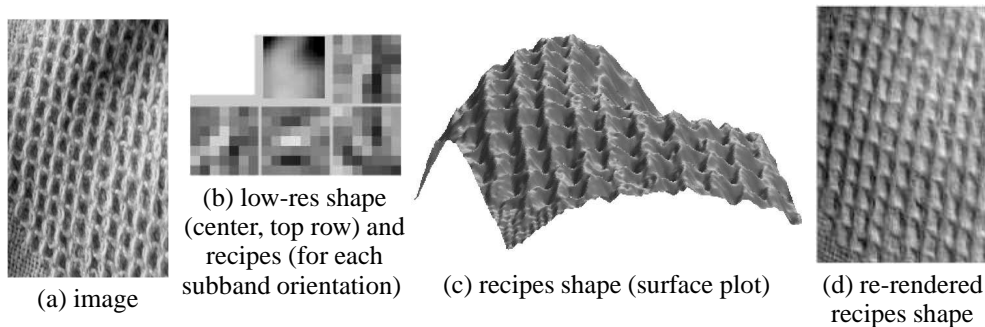 (a) image
(b) low-res shape
(center, top row) and
recipes (for each
subband orientation)
(c) recipes shape (surface plot)
(d) re-rendered
recipes shape